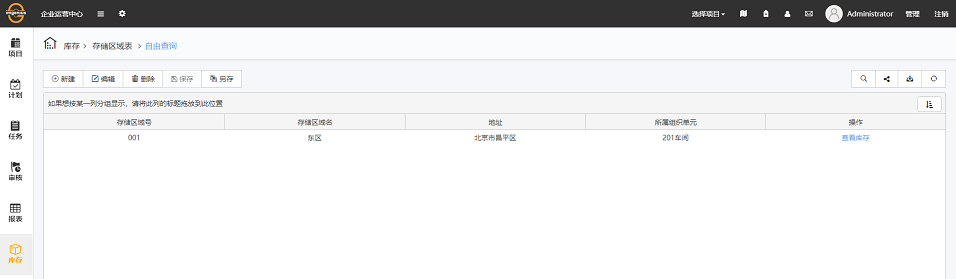 企业运营中心
选择项目
Administrator 管理 注销
项目
计划
任务
审核
报表
库存
库存 > 存储区域表 > 自由查询
新建 编辑 删除 保存 另存
如果想按某一列分组显示，请将此列的标题拖放到此位置
存储区域号 存储区域名 地址 所属组织单元 操作
001 东区 北京市昌平区 201车间 查看库存